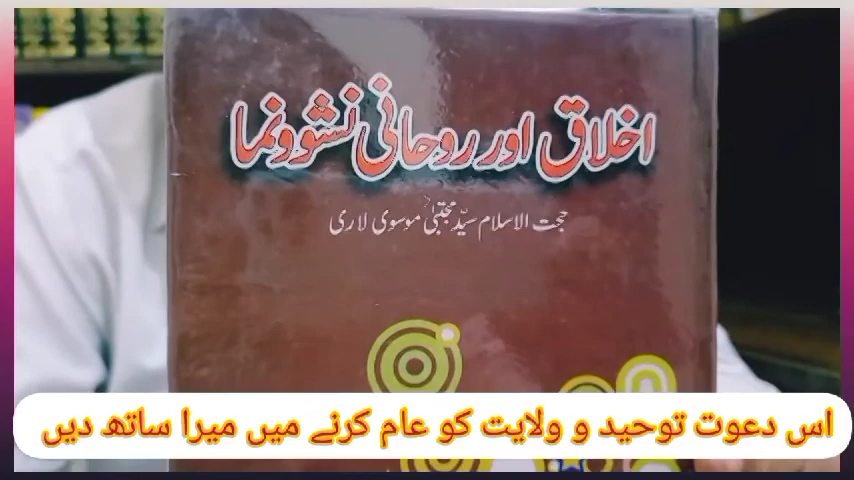 اخلاق اور روحانی نشوونما
حجت الاسلام سیّد مجتبیٰ موسوی لاری
اس دعوت توحید و ولایت کو عام کرنے میں میرا ساتھ دیں